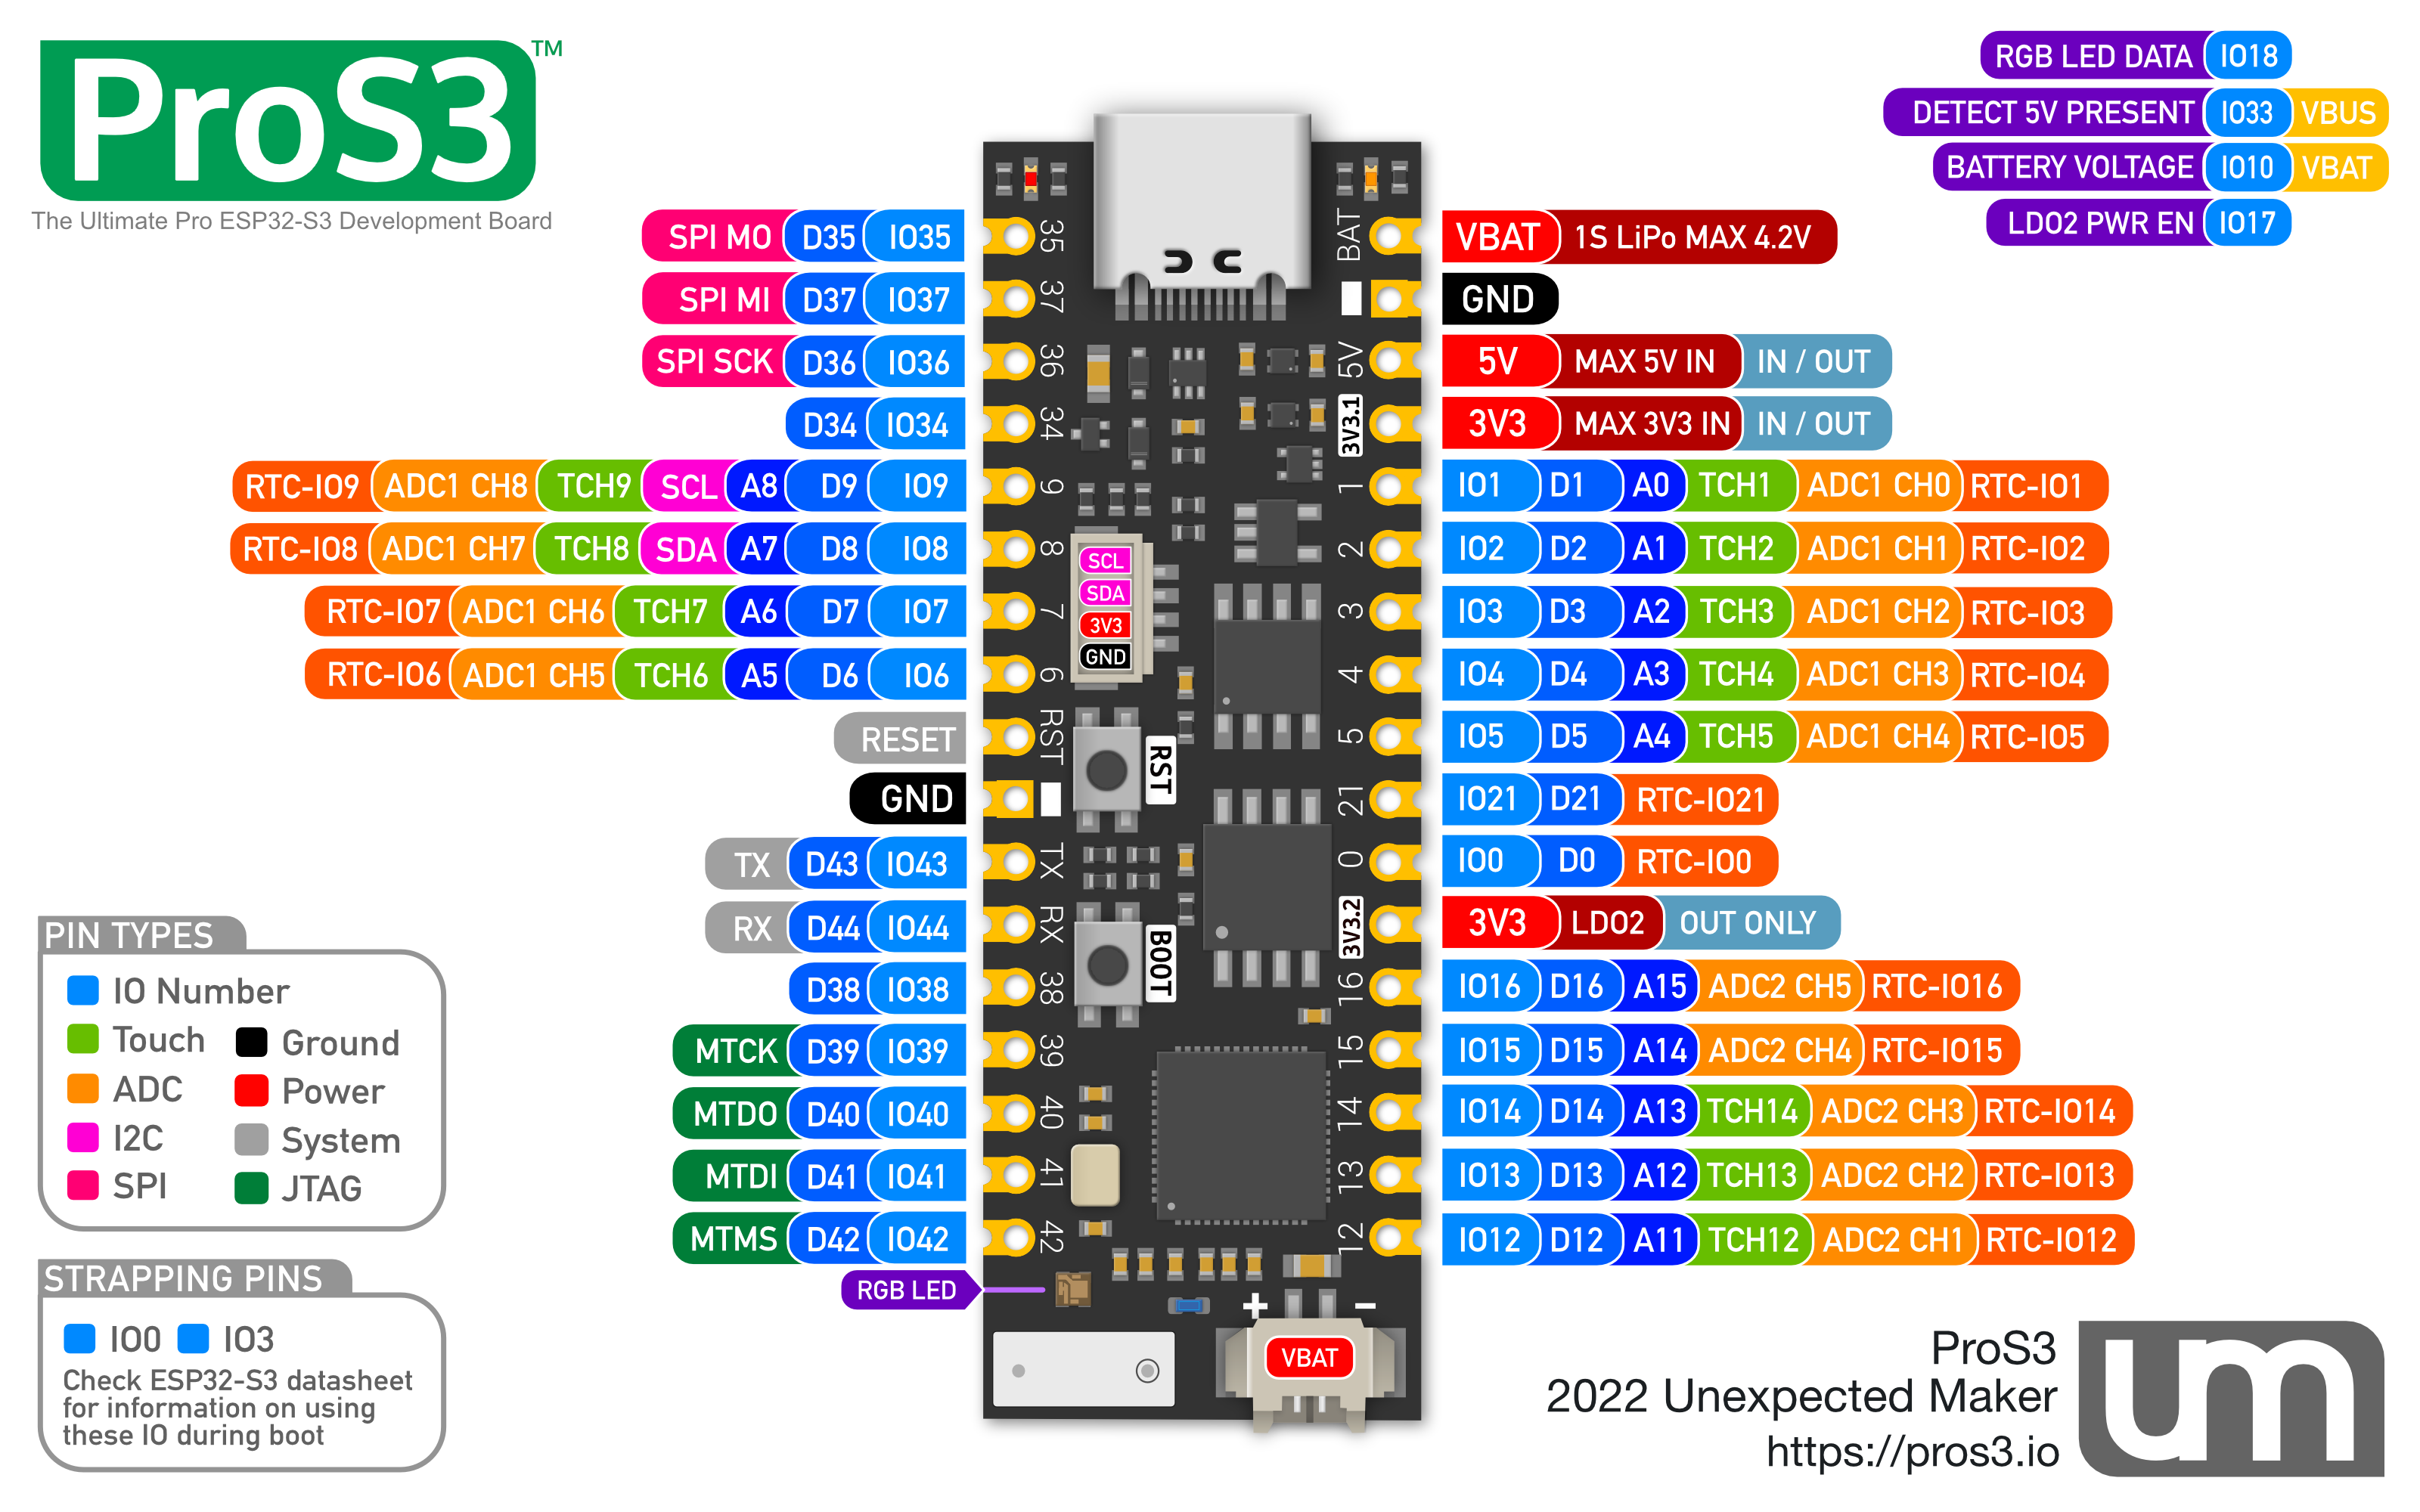 ProS3™
The Ultimate Pro ESP32-S3 Development Board
RGB LED DATA IO18
DETECT 5V PRESENT IO33 VBUS
BATTERY VOLTAGE IO10 VBAT
LDO2 PWR EN IO17
SPI MO D35 IO35 35 BAT VBAT 1S LiPo MAX 4.2V
SPI MI D37 IO37 37 GND
SPI SCK D36 IO36 36 5V 5V MAX 5V IN IN / OUT
D34 IO34 34 3V3.1 3V3 MAX 3V3 IN IN / OUT
RTC-IO9 ADC1 CH8 TCH9 SCL A8 D9 IO9 9 1 IO1 D1 A0 TCH1 ADC1 CH0 RTC-IO1
RTC-IO8 ADC1 CH7 TCH8 SDA A7 D8 IO8 8 2 IO2 D2 A1 TCH2 ADC1 CH1 RTC-IO2
SCL
SDA
3V3
GND
RTC-IO7 ADC1 CH6 TCH7 A6 D7 IO7 7 3 IO3 D3 A2 TCH3 ADC1 CH2 RTC-IO3
RTC-IO6 ADC1 CH5 TCH6 A5 D6 IO6 6 4 IO4 D4 A3 TCH4 ADC1 CH3 RTC-IO4
RESET RST RST 5 IO5 D5 A4 TCH5 ADC1 CH4 RTC-IO5
GND 21 IO21 D21 RTC-IO21
TX D43 IO43 TX 0 IO0 D0 RTC-IO0
RX D44 IO44 RX BOOT 3V3.2 3V3 LDO2 OUT ONLY
D38 IO38 38 16 IO16 D16 A15 ADC2 CH5 RTC-IO16
MTCK D39 IO39 39 15 IO15 D15 A14 ADC2 CH4 RTC-IO15
MTDO D40 IO40 40 14 IO14 D14 A13 TCH14 ADC2 CH3 RTC-IO14
MTDI D41 IO41 41 13 IO13 D13 A12 TCH13 ADC2 CH2 RTC-IO13
MTMS D42 IO42 42 12 IO12 D12 A11 TCH12 ADC2 CH1 RTC-IO12
RGB LED
+ −
VBAT
PIN TYPES
IO Number
Touch Ground
ADC Power
I2C System
SPI JTAG
STRAPPING PINS
IO0 IO3
Check ESP32-S3 datasheet
for information on using
these IO during boot
ProS3
2022 Unexpected Maker
https://pros3.io
um